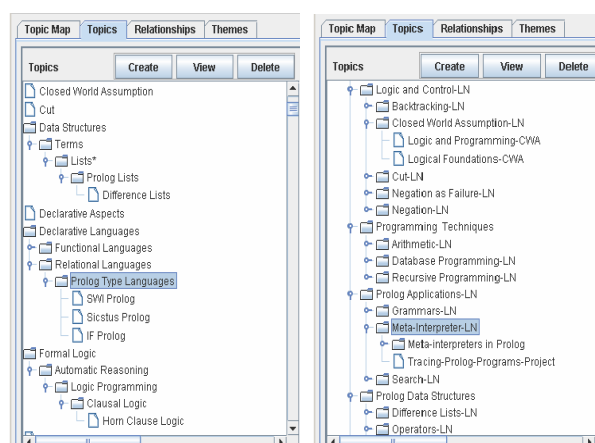 Topic Map Topics Relationships Themes
Topics Create View Delete
Closed World Assumption
Cut
Data Structures
Terms
Lists*
Prolog Lists
Difference Lists
Declarative Aspects
Declarative Languages
Functional Languages
Relational Languages
Prolog Type Languages
SWI Prolog
Sicstus Prolog
IF Prolog
Formal Logic
Automatic Reasoning
Logic Programming
Clausal Logic
Horn Clause Logic
Topic Map Topics Relationships Themes
Topics Create View Delete
Logic and Control-LN
Backtracking-LN
Closed World Assumption-LN
Logic and Programming-CWA
Logical Foundations-CWA
Cut-LN
Negation as Failure-LN
Negation-LN
Programming Techniques
Arithmetic-LN
Database Programming-LN
Recursive Programming-LN
Prolog Applications-LN
Grammars-LN
Meta-Interpreter-LN
Meta-interpreters in Prolog
Tracing-Prolog-Programs-Project
Search-LN
Prolog Data Structures
Difference Lists-LN
Operators-LN